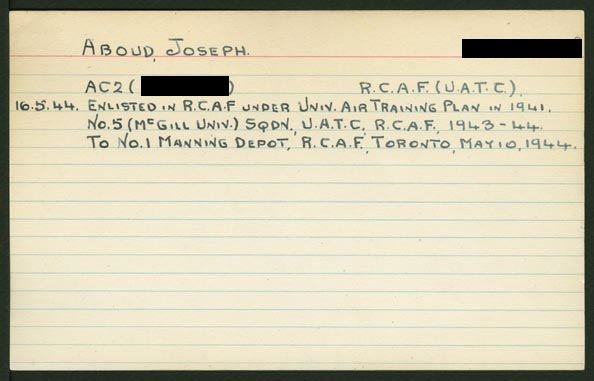 ABOUD, JOSEPH.
AC2 ( ) R.C.A.F. (U.A.T.C.).
16.5.44. ENLISTED IN R.C.A.F UNDER UNIV. AIR TRAINING PLAN IN 1941.
NO.5 (McGILL UNIV.) SQDN., U.A.T.C., R.C.A.F., 1943-44.
TO NO.1 MANNING DEPOT, R.C.A.F., TORONTO, MAY 10, 1944.